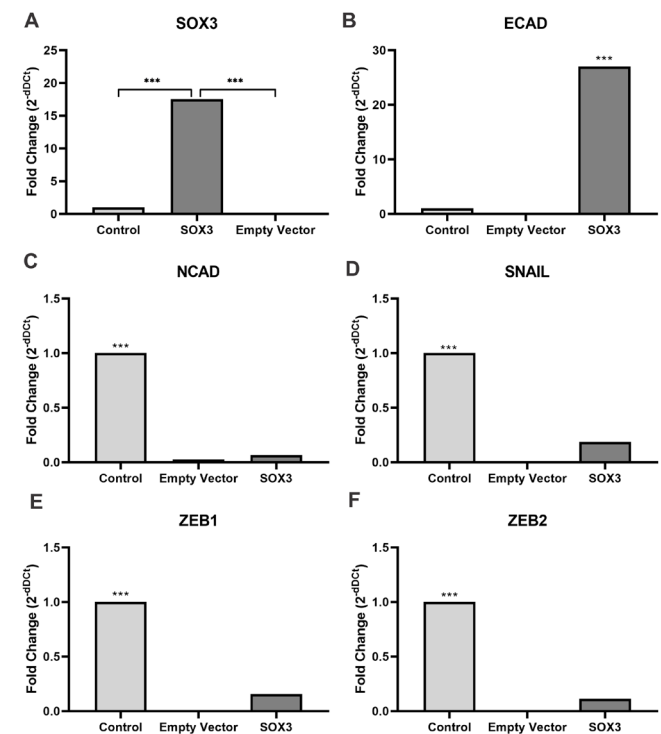 A
SOX3
Fold Change (2^-dDCt)
25
20
15
10
5
0
***
***
Control
SOX3
Empty Vector
B
ECAD
Fold Change (2^-dDCt)
30
20
10
0
***
Control
Empty Vector
SOX3
C
NCAD
Fold Change (2^-dDCt)
1.5
1.0
0.5
0.0
***
Control
Empty Vector
SOX3
D
SNAIL
Fold Change (2^-dDCt)
1.5
1.0
0.5
0.0
***
Control
Empty Vector
SOX3
E
ZEB1
Fold Change (2^-dDCt)
1.5
1.0
0.5
0.0
***
Control
Empty Vector
SOX3
F
ZEB2
Fold Change (2^-dDCt)
1.5
1.0
0.5
0.0
***
Control
Empty Vector
SOX3